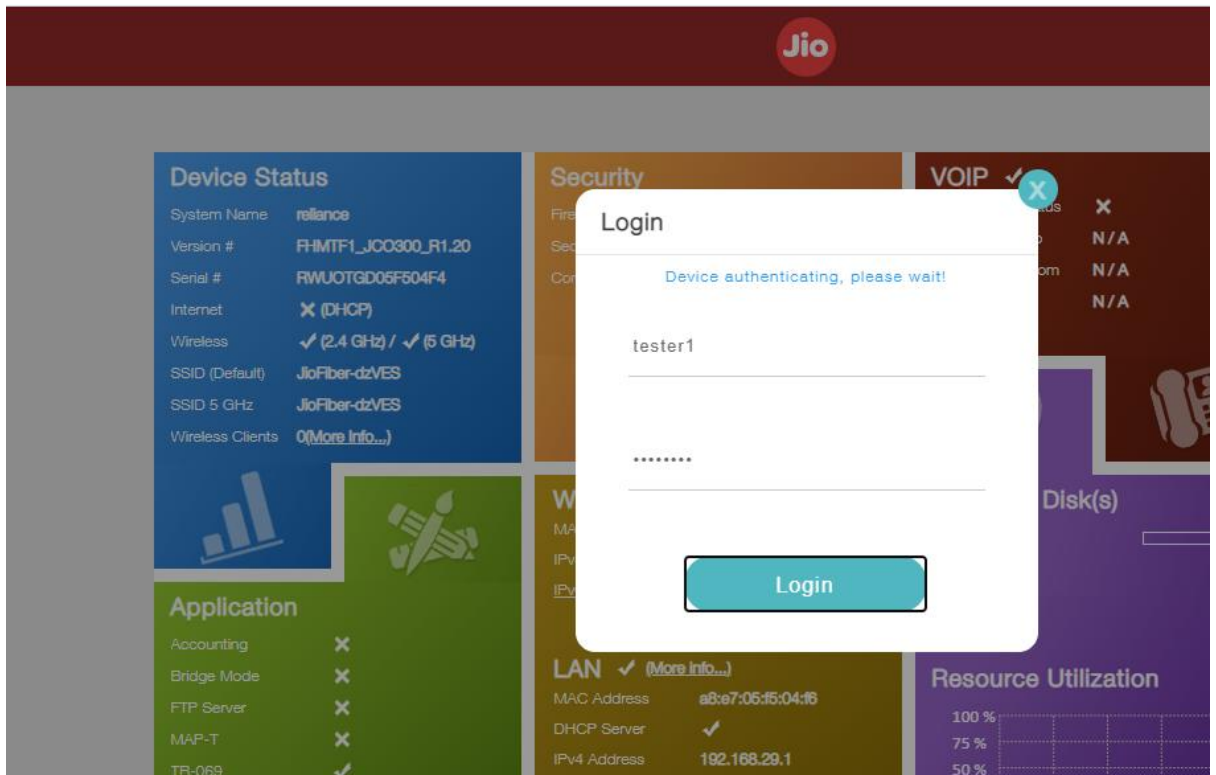 Jio
Device Status
System Name reliance
Version # FHMTF1_JCO300_R1.20
Serial # RWUOTGD05F504F4
Internet (DHCP)
Wireless (2.4 GHz) / (5 GHz)
SSID (Default) JioFiber-dzVES
SSID 5 GHz JioFiber-dzVES
Wireless Clients 0(More Info...)
Security
VOIP
N/A
N/A
N/A
X
Login
Device authenticating, please wait!
tester1
••••••••
Login
Application
Accounting
Bridge Mode
FTP Server
MAP-T
TR-069
LAN (More Info...)
MAC Address a8:e7:05:f5:04:f6
DHCP Server
IPv4 Address 192.168.29.1
Disk(s)
Resource Utilization
100 %
75 %
50 %